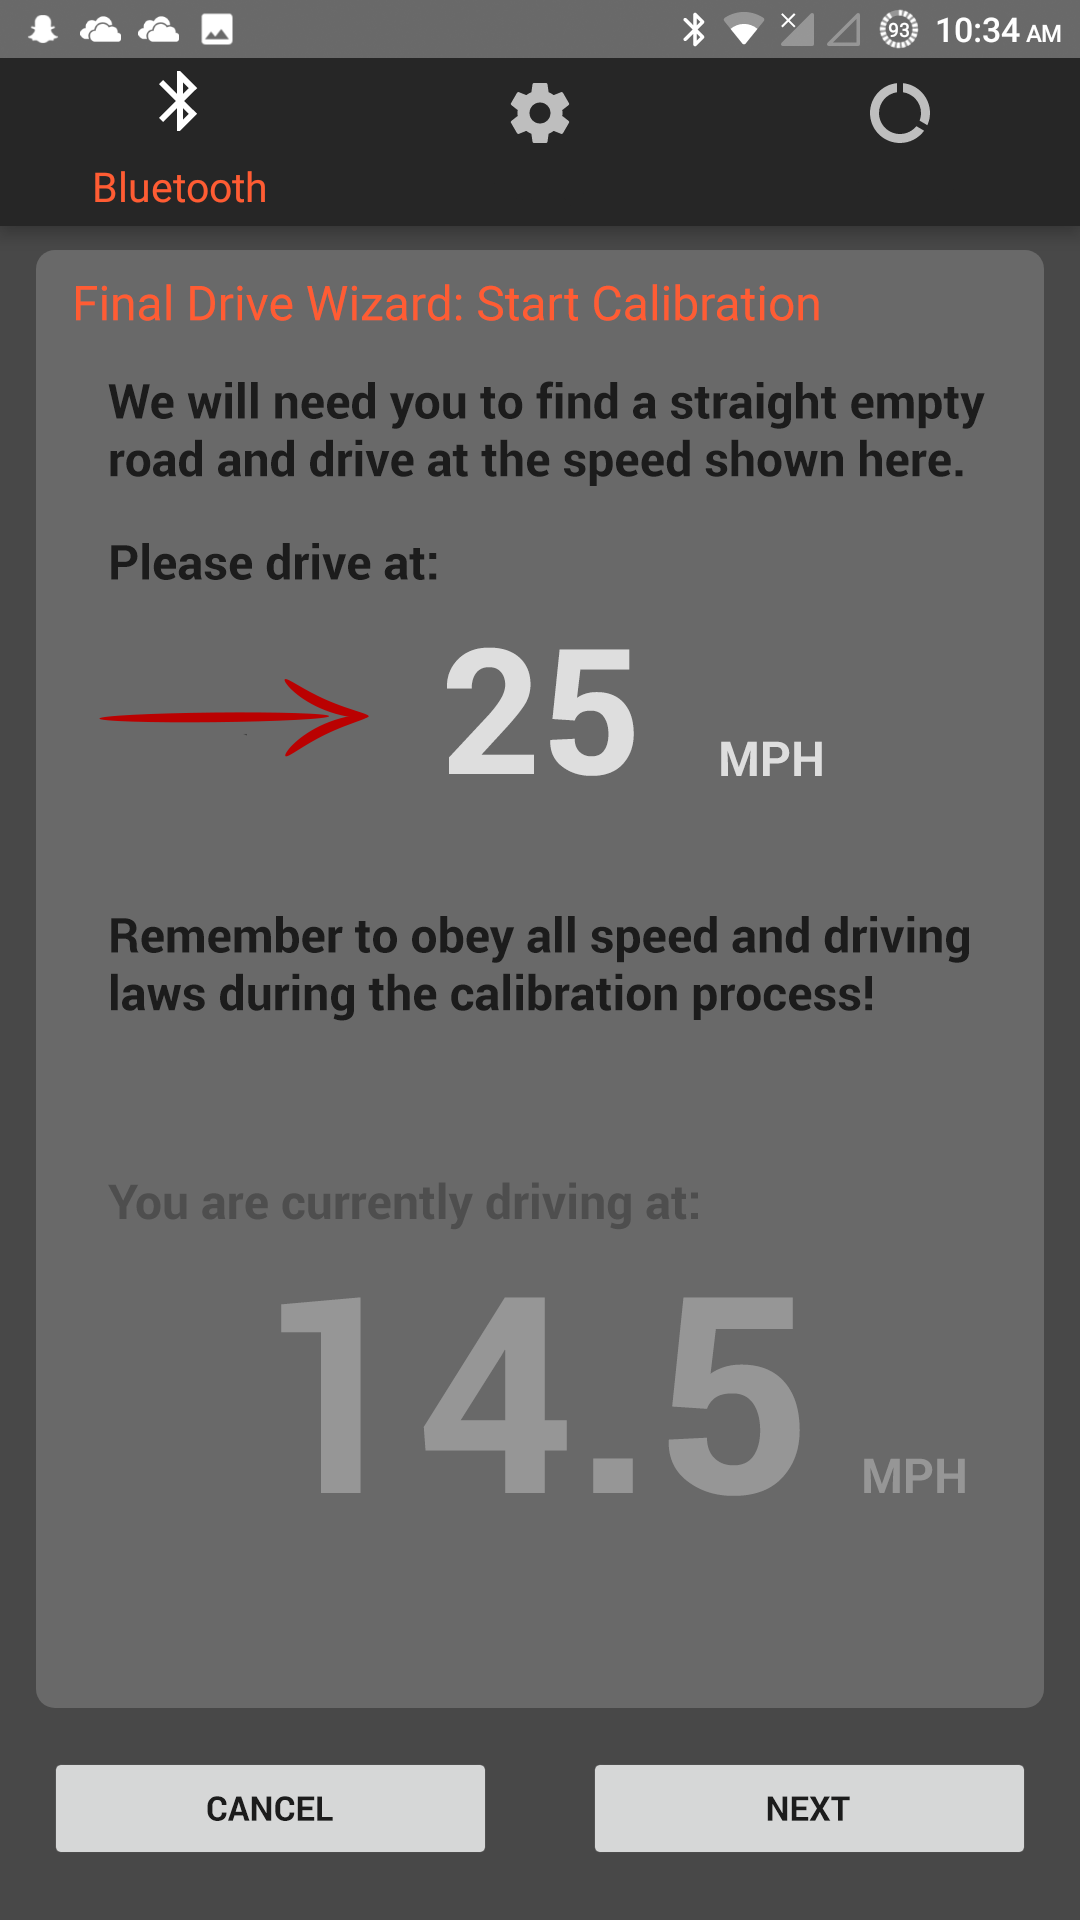 93 10:34 AM
Bluetooth
Final Drive Wizard: Start Calibration
We will need you to find a straight empty
road and drive at the speed shown here.
Please drive at:
25 MPH
Remember to obey all speed and driving
laws during the calibration process!
You are currently driving at:
14.5 MPH
CANCEL NEXT